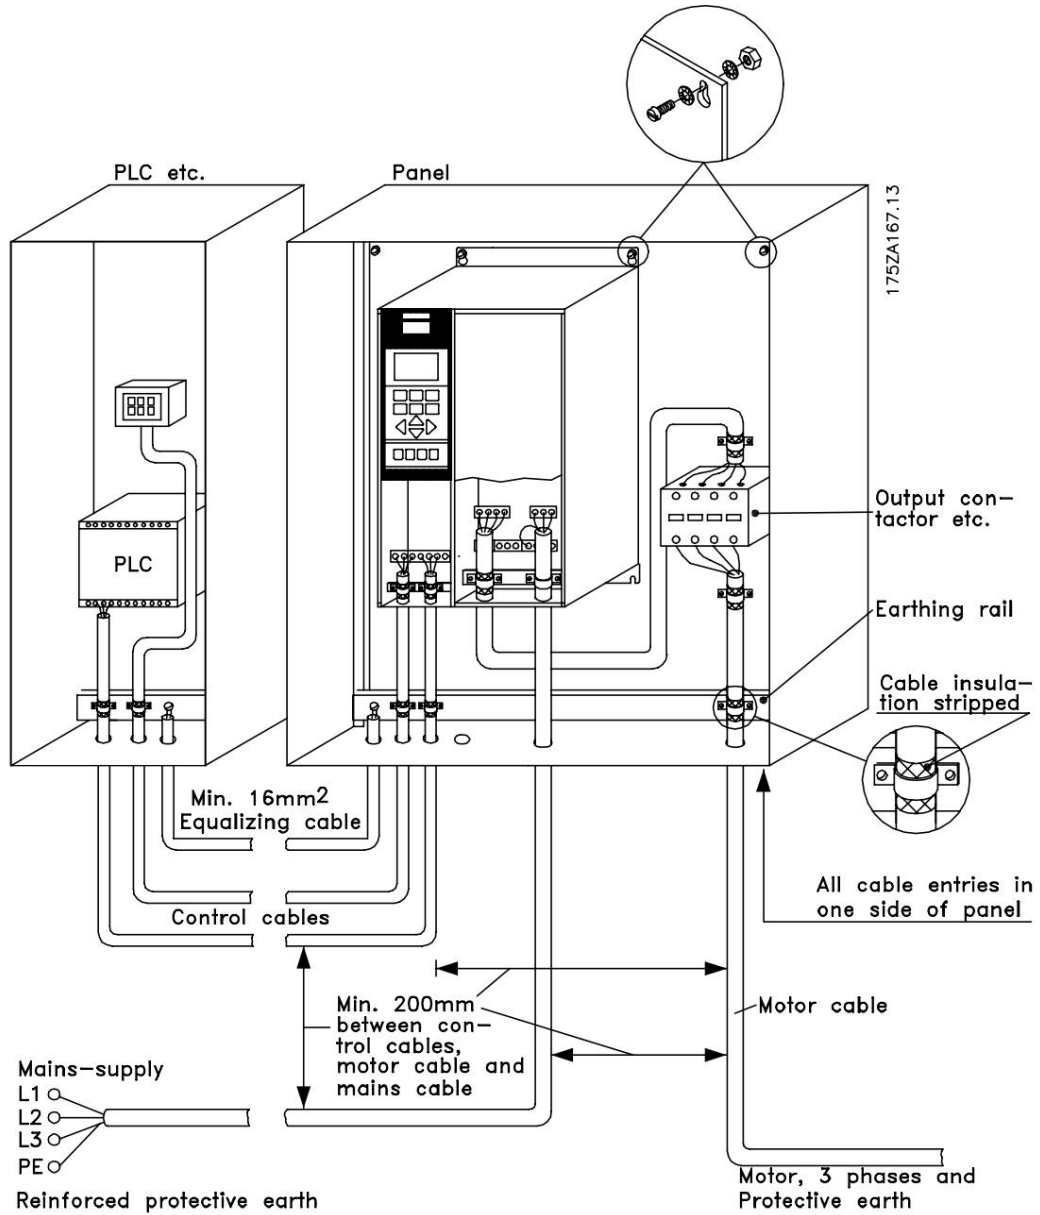 PLC etc.
Panel
175ZA167.13
PLC
Output con-
tactor etc.
Earthing rail
Cable insula-
tion stripped
Min. 16mm2
Equalizing cable
All cable entries in
one side of panel
Control cables
Min. 200mm
between con-
trol cables,
motor cable and
mains cable
Motor cable
Mains-supply
L1
L2
L3
PE
Reinforced protective earth
Motor, 3 phases and
Protective earth